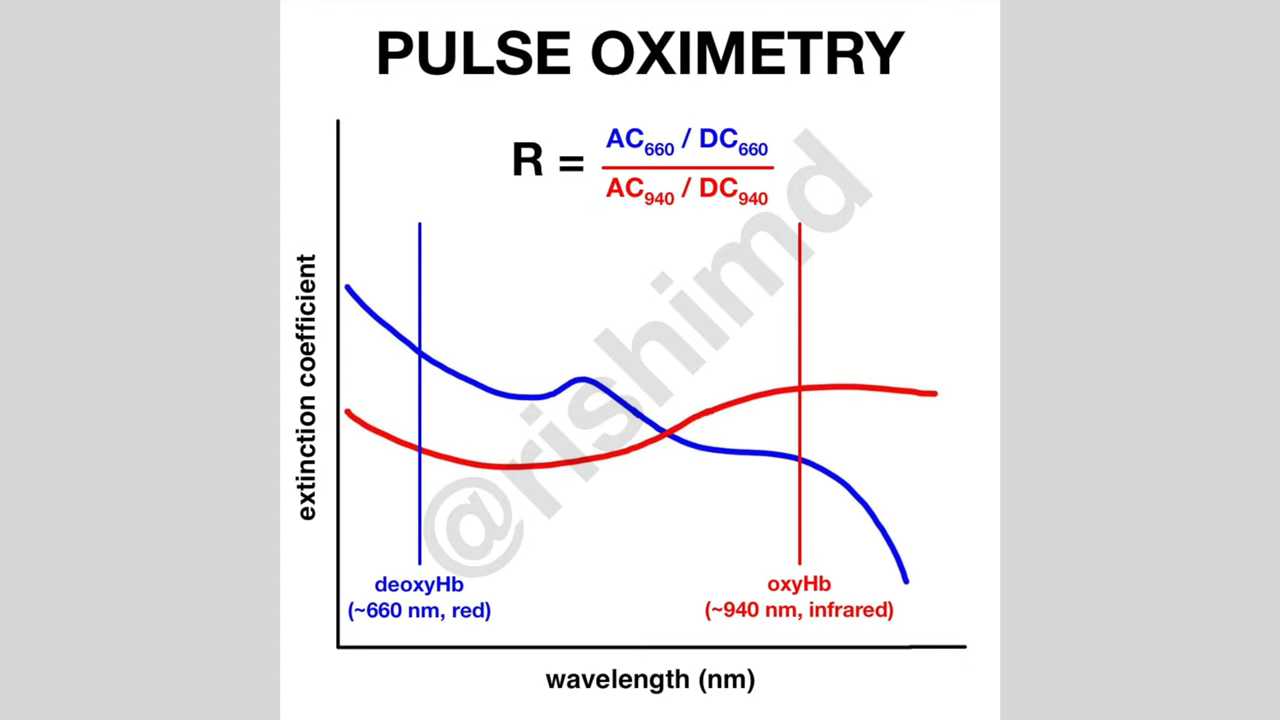 PULSE OXIMETRY
R = AC660 / DC660
AC940 / DC940
extinction coefficient
@rishimd
deoxyHb
(~660 nm, red)
oxyHb
(~940 nm, infrared)
wavelength (nm)